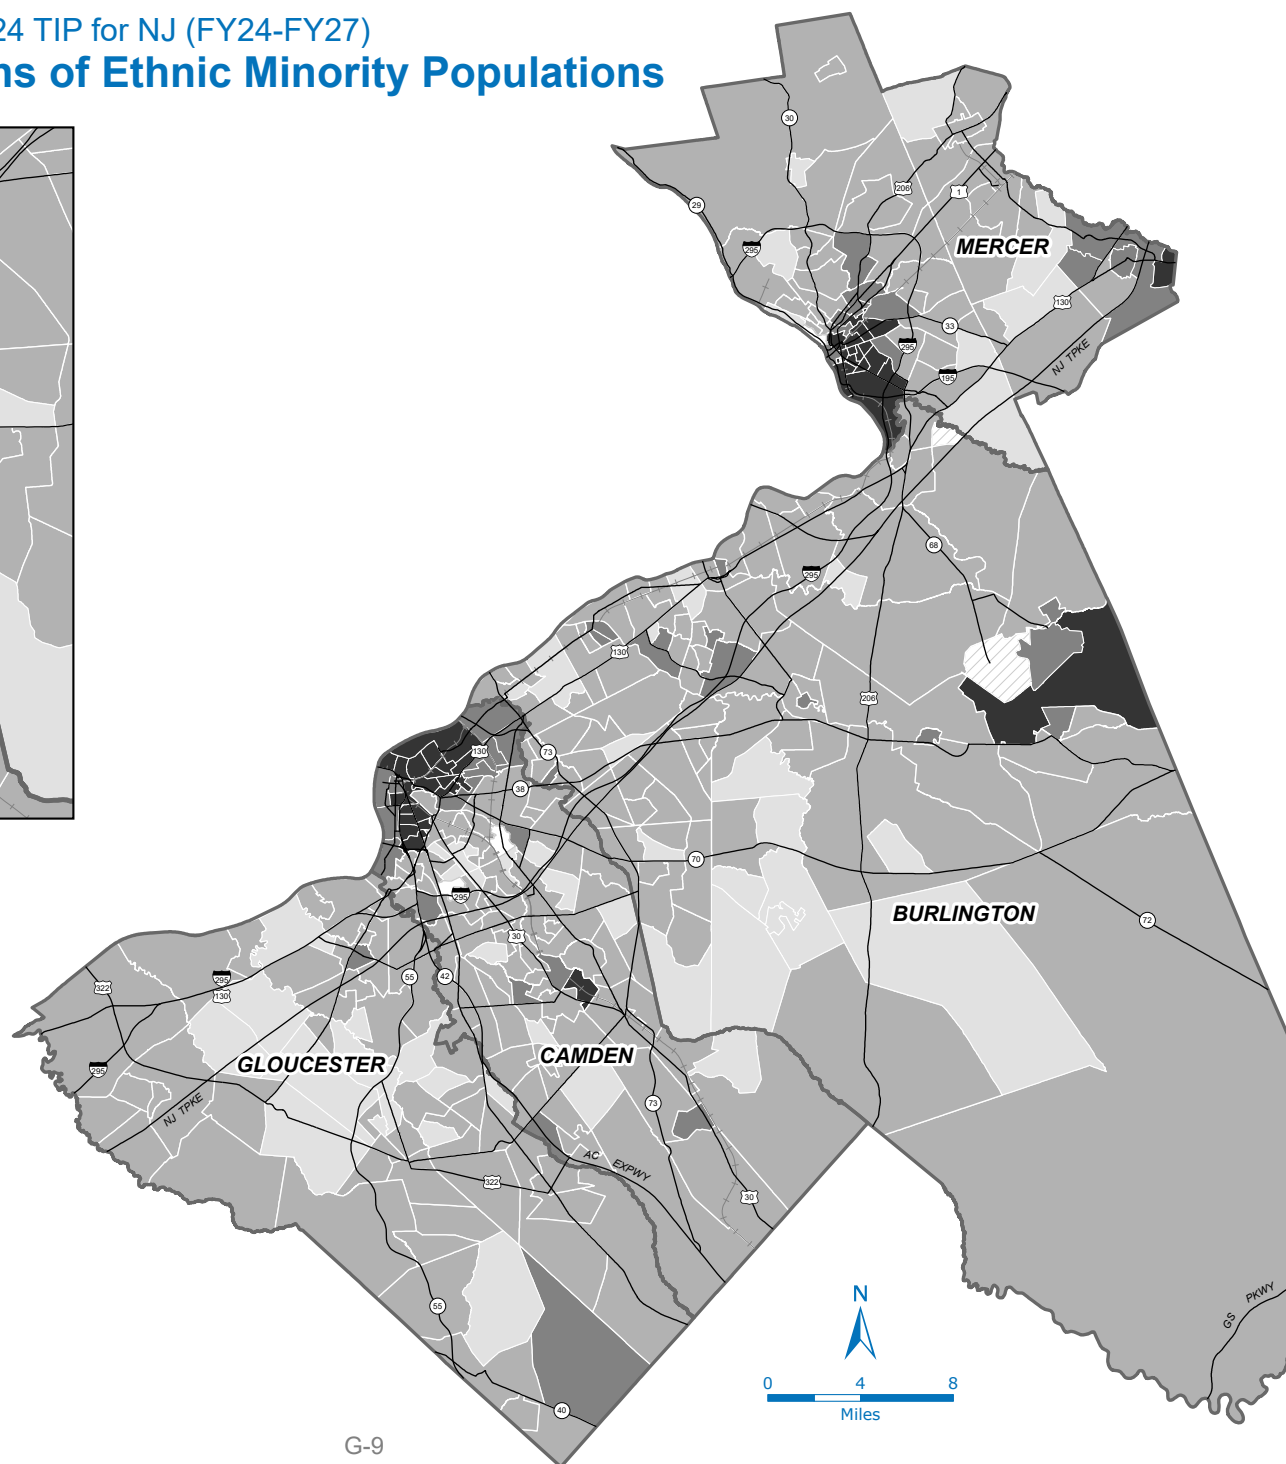 24 TIP for NJ (FY24-FY27)
ns of Ethnic Minority Populations
30
206
1
29
295
MERCER
130
33
295
195
NJ TPKE
68
295
130
206
130
73
38
70
295
BURLINGTON
72
30
55
42
322
295
130
CAMDEN
GLOUCESTER
295
73
NJ TPKE
AC EXPWY
322
30
55
GS PKWY
N
0 4 8
Miles
40
G-9